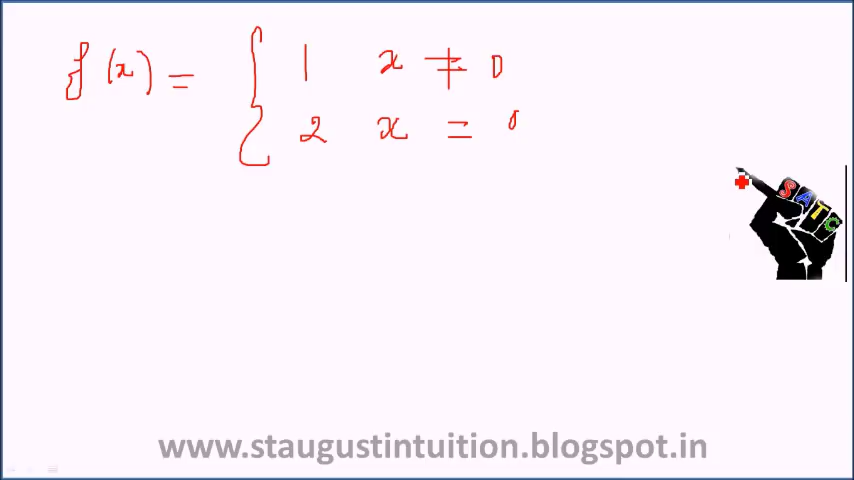 f(x) = { 1 x ≠ 0
2 x = 0
SATC
www.staugustintuition.blogspot.in